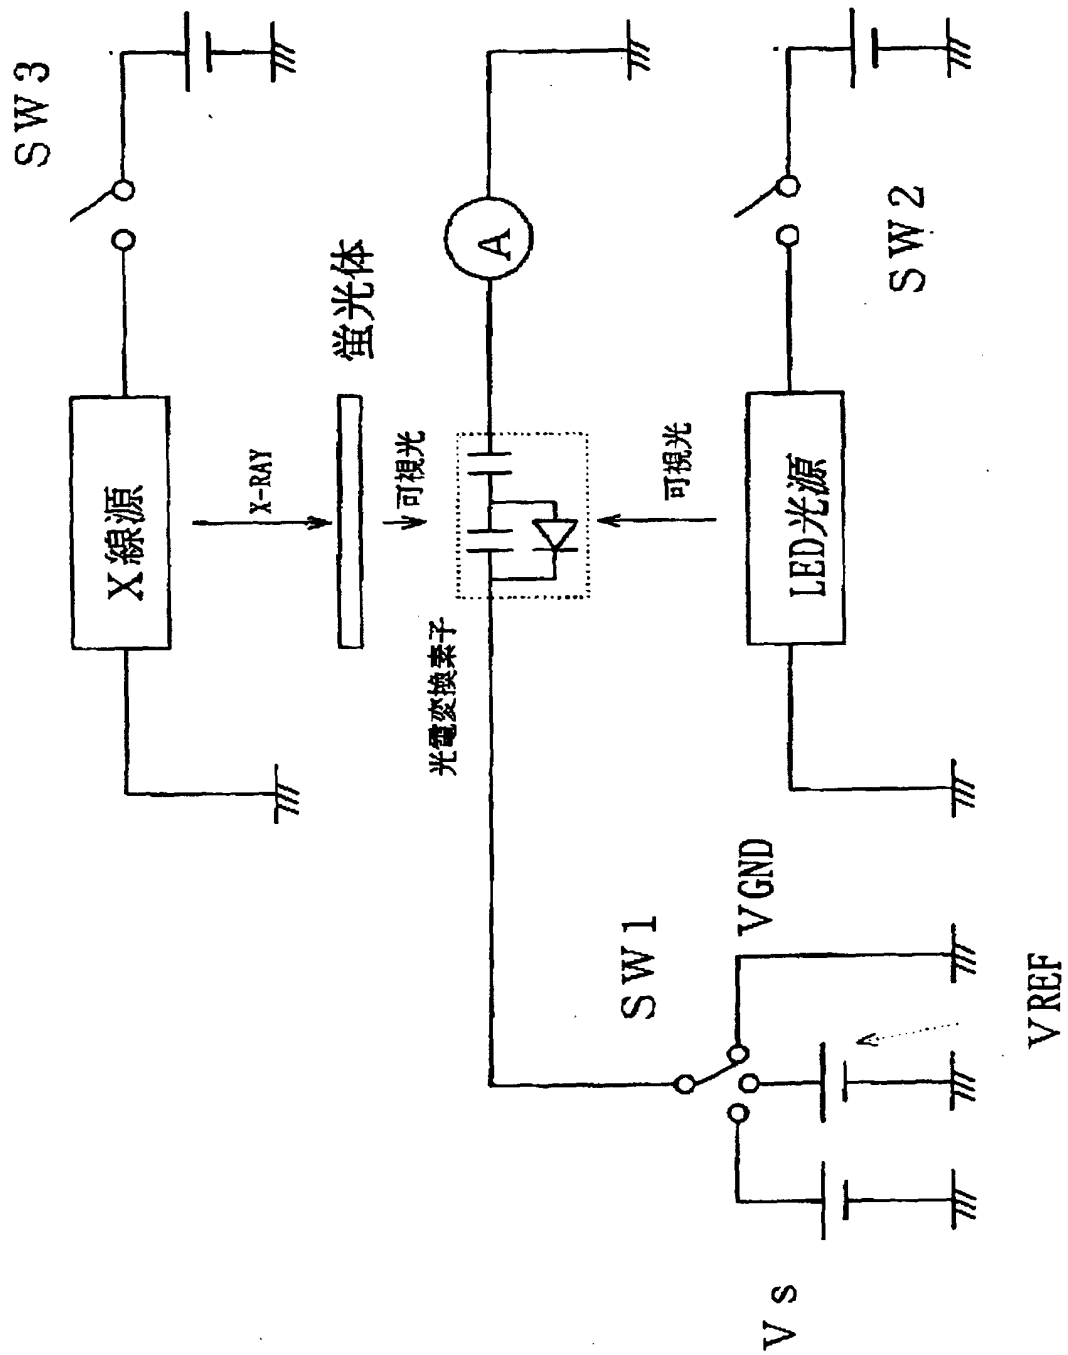 SW3
X線源
X-RAY
蛍光体
可視光
A
光電変換素子
可視光
LED光源
SW2
SW1
VGND
VREF
Vs